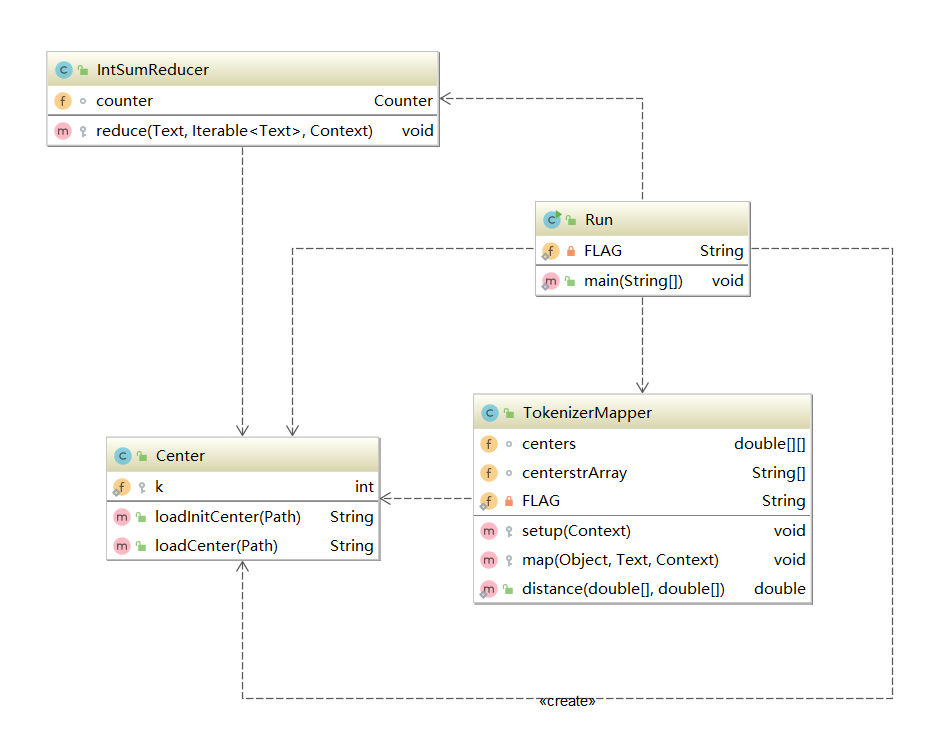 IntSumReducer
counter Counter
reduce(Text, Iterable<Text>, Context) void
Run
FLAG String
main(String[]) void
TokenizerMapper
centers double[][]
centerstrArray String[]
FLAG String
setup(Context) void
map(Object, Text, Context) void
distance(double[], double[]) double
Center
k int
loadInitCenter(Path) String
loadCenter(Path) String
«create»